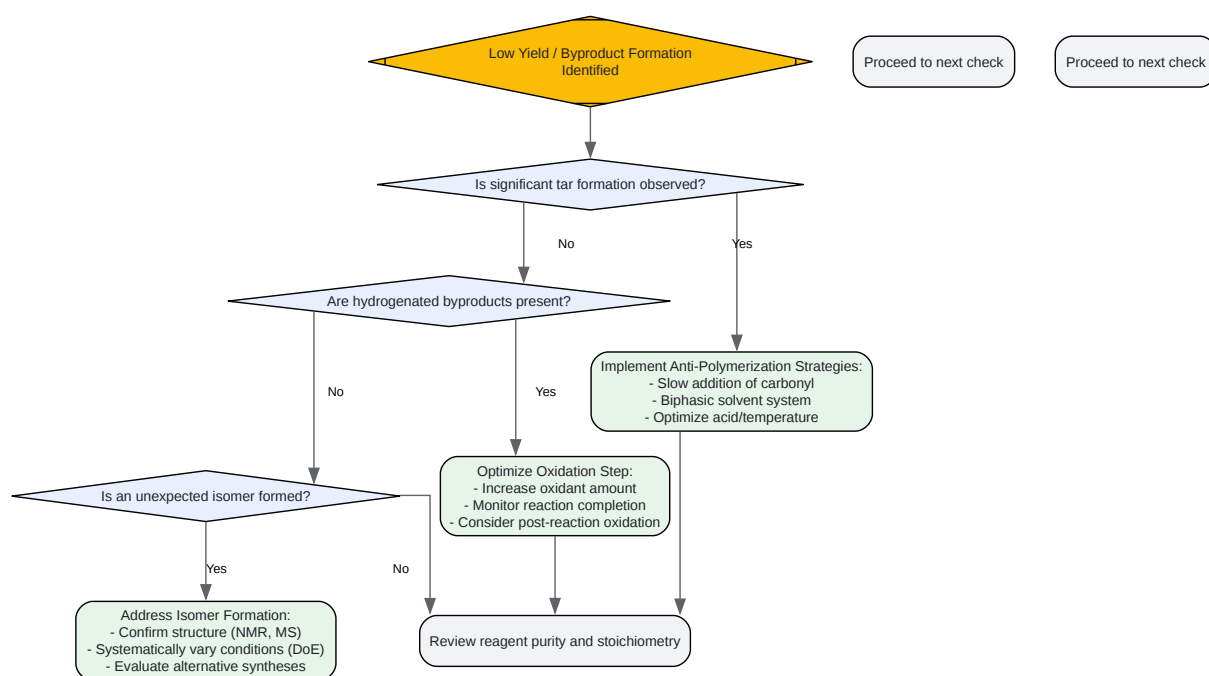 Low Yield / Byproduct Formation
Identified
Proceed to next check
Proceed to next check
Is significant tar formation observed?
No
Yes
Are hydrogenated byproducts present?
Implement Anti-Polymerization Strategies:
- Slow addition of carbonyl
- Biphasic solvent system
- Optimize acid/temperature
No
Yes
Optimize Oxidation Step:
- Increase oxidant amount
- Monitor reaction completion
- Consider post-reaction oxidation
Is an unexpected isomer formed?
Yes
No
Address Isomer Formation:
- Confirm structure (NMR, MS)
- Systematically vary conditions (DoE)
- Evaluate alternative syntheses
Review reagent purity and stoichiometry